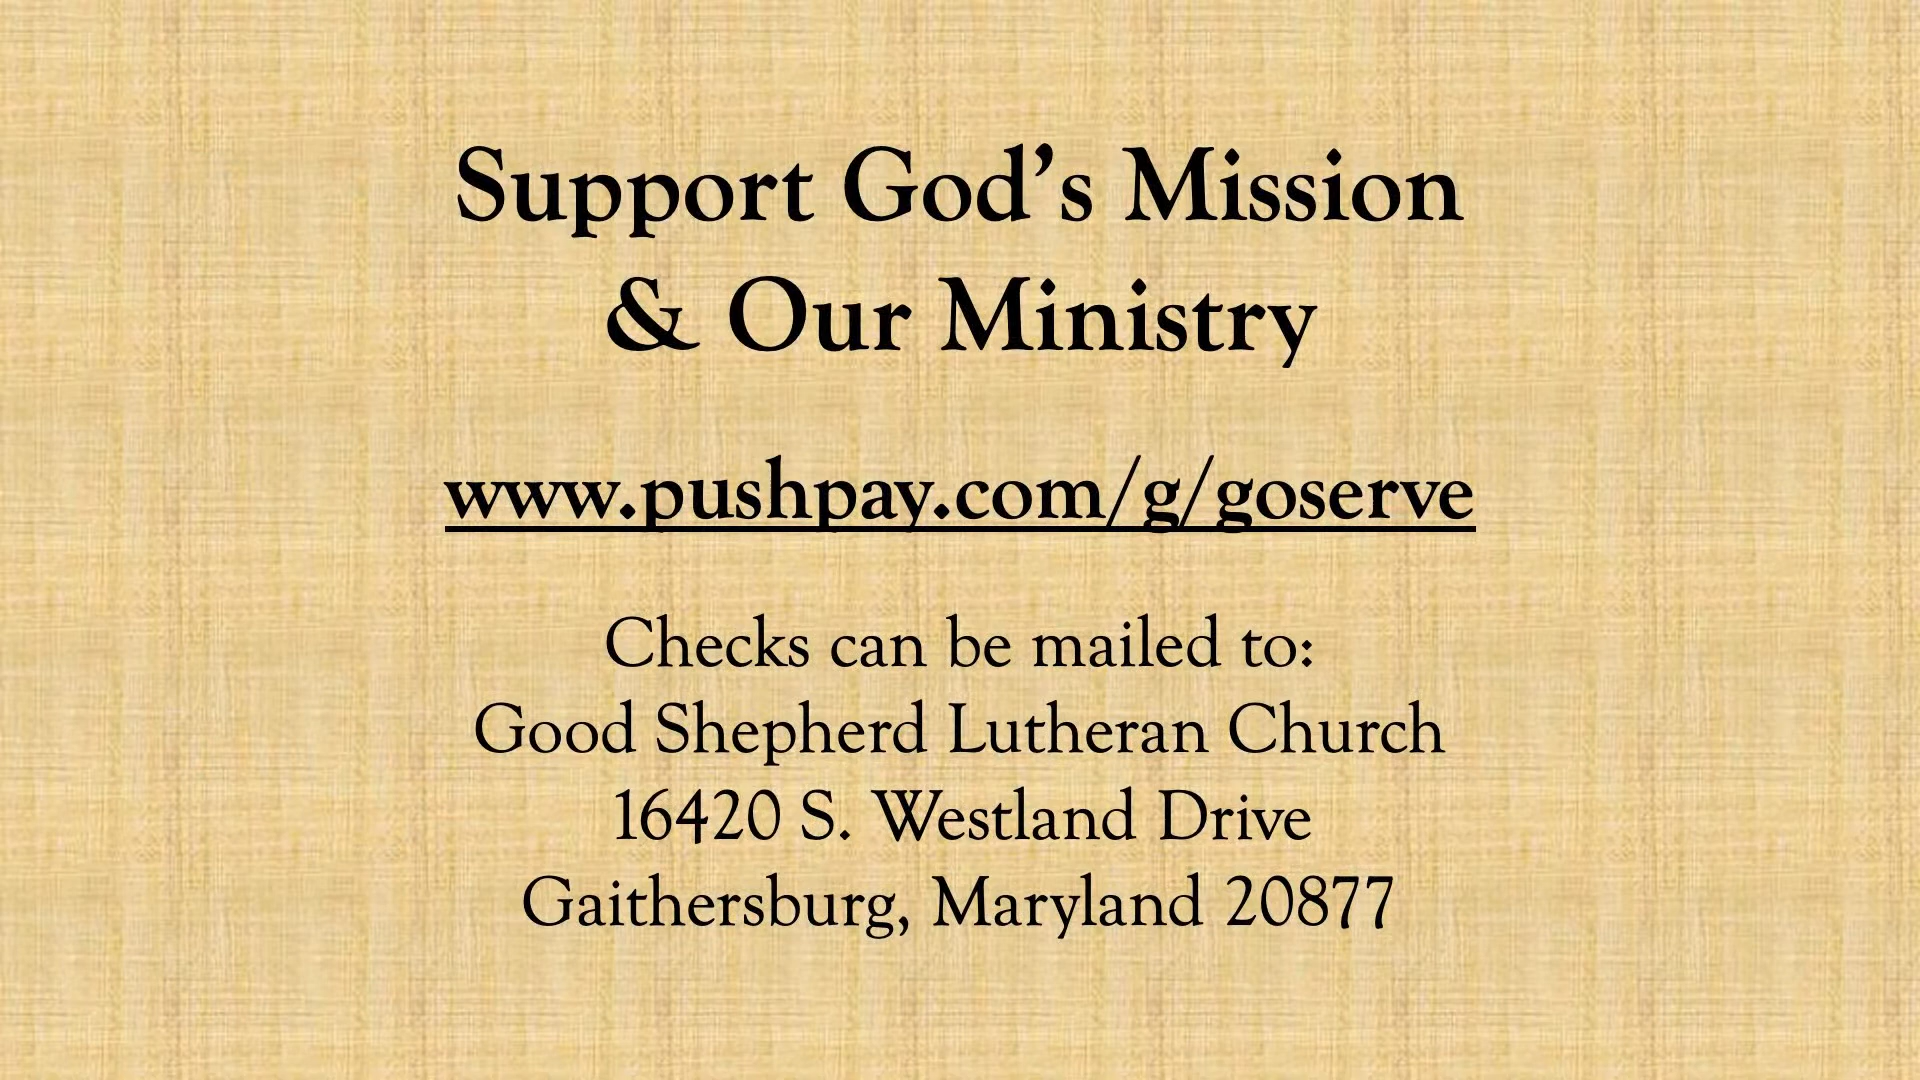 Support God’s Mission
& Our Ministry
www.pushpay.com/g/goserve
Checks can be mailed to:
Good Shepherd Lutheran Church
16420 S. Westland Drive
Gaithersburg, Maryland 20877